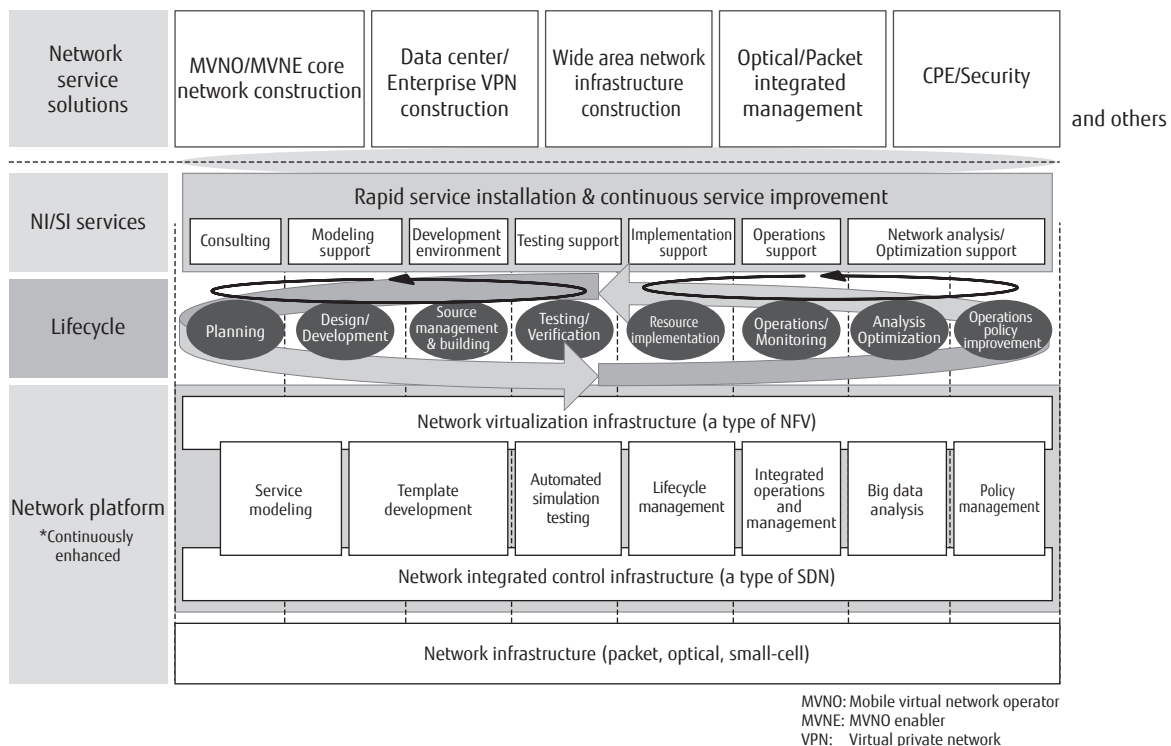 Network
service
solutions
MVNO/MVNE core
network construction
Data center/
Enterprise VPN
construction
Wide area network
infrastructure
construction
Optical/Packet
integrated
management
CPE/Security
and others
NI/SI services
Rapid service installation & continuous service improvement
Consulting
Modeling
support
Development
environment
Testing support
Implementation
support
Operations
support
Network analysis/
Optimization support
Lifecycle
Planning
Design/
Development
Source
management
& building
Testing/
Verification
Resource
implementation
Operations/
Monitoring
Analysis
Optimization
Operations
policy
improvement
Network platform
*Continuously
enhanced
Network virtualization infrastructure (a type of NFV)
Service
modeling
Template
development
Automated
simulation
testing
Lifecycle
management
Integrated
operations
and
management
Big data
analysis
Policy
management
Network integrated control infrastructure (a type of SDN)
Network infrastructure (packet, optical, small-cell)
MVNO: Mobile virtual network operator
MVNE: MVNO enabler
VPN: Virtual private network